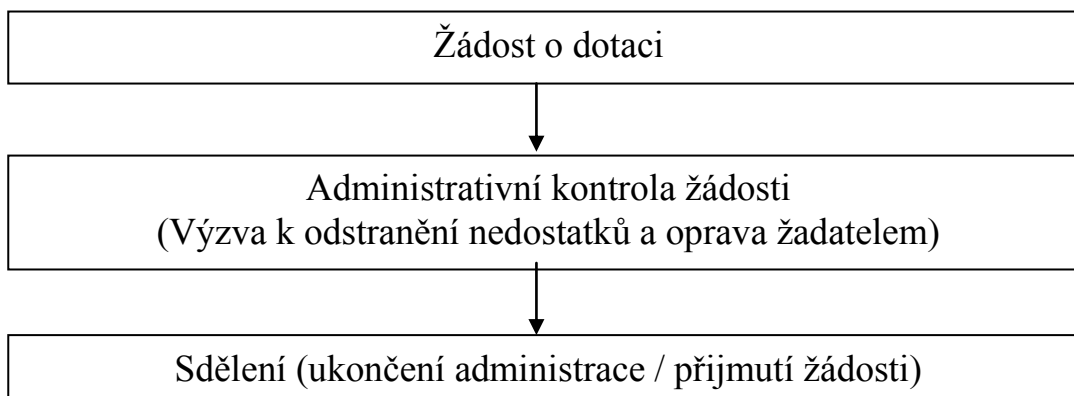 Žádost o dotaci
Administrativní kontrola žádosti
(Výzva k odstranění nedostatků a oprava žadatelem)
Sdělení (ukončení administrace / přijmutí žádosti)